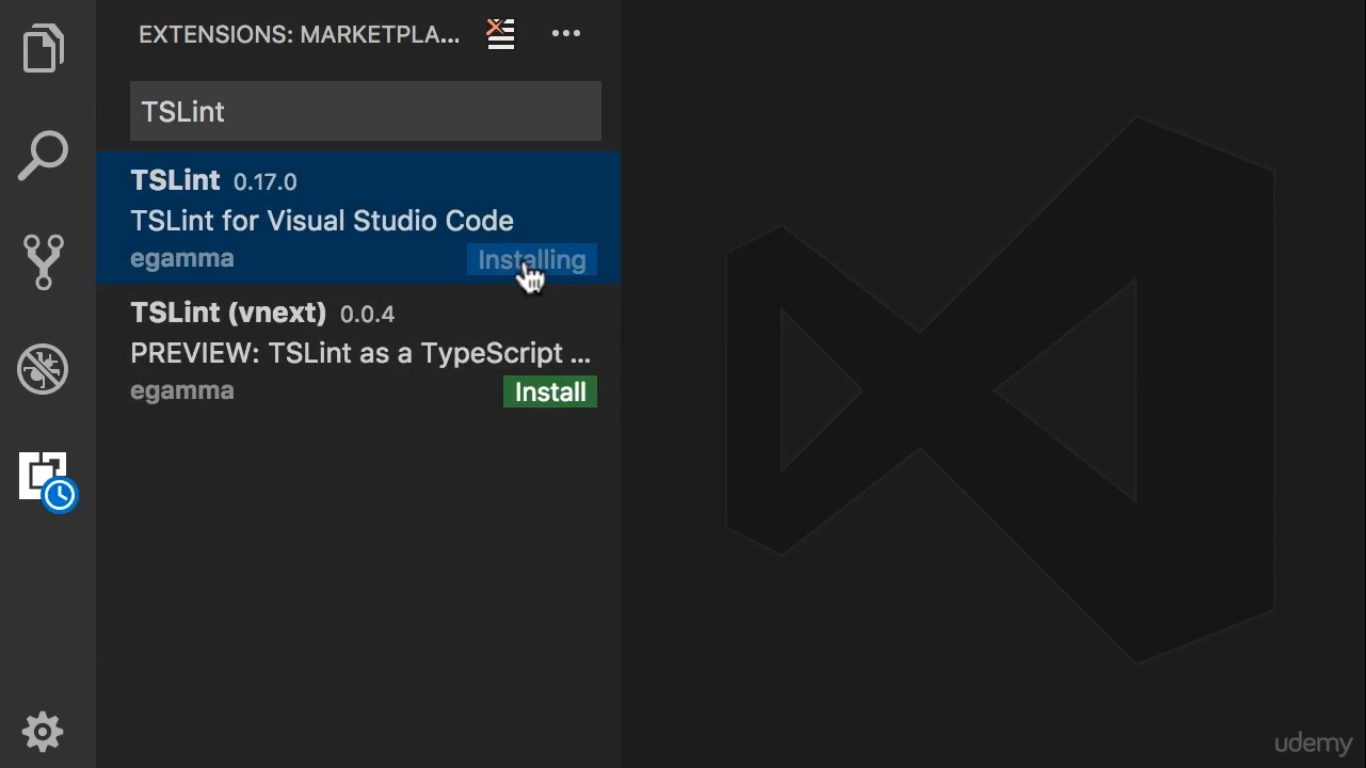 EXTENSIONS: MARKETPLA...
TSLint
TSLint 0.17.0
TSLint for Visual Studio Code
egamma
Installing
TSLint (vnext) 0.0.4
PREVIEW: TSLint as a TypeScript ...
egamma
Install
udemy